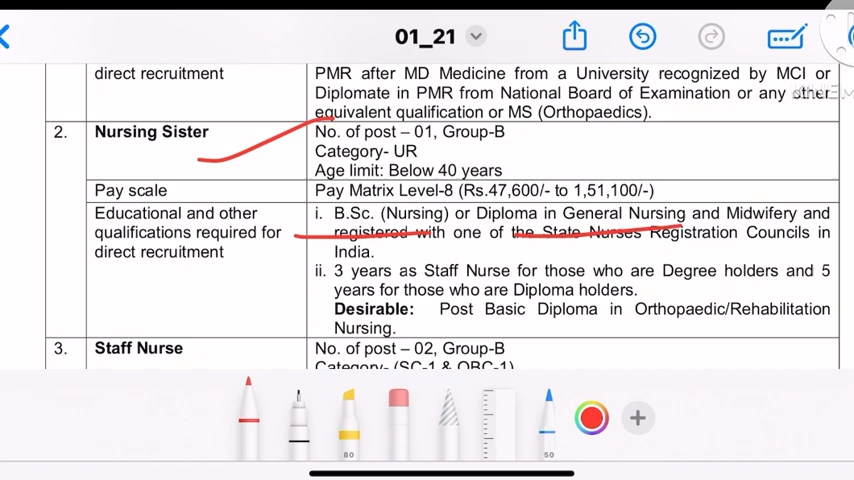 01_21
direct recruitment
PMR after MD Medicine from a University recognized by MCI or
Diplomate in PMR from National Board of Examination or any other
equivalent qualification or MS (Orthopaedics).
2.
Nursing Sister
No. of post – 01, Group-B
Category- UR
Age limit: Below 40 years
Pay scale
Pay Matrix Level-8 (Rs.47,600/- to 1,51,100/-)
Educational and other
qualifications required for
direct recruitment
i. B.Sc. (Nursing) or Diploma in General Nursing and Midwifery and
registered with one of the State Nurses Registration Councils in
India.
ii. 3 years as Staff Nurse for those who are Degree holders and 5
years for those who are Diploma holders.
Desirable: Post Basic Diploma in Orthopaedic/Rehabilitation
Nursing.
3.
Staff Nurse
No. of post – 02, Group-B
Category- (SC-1 & OBC-1)
80
50